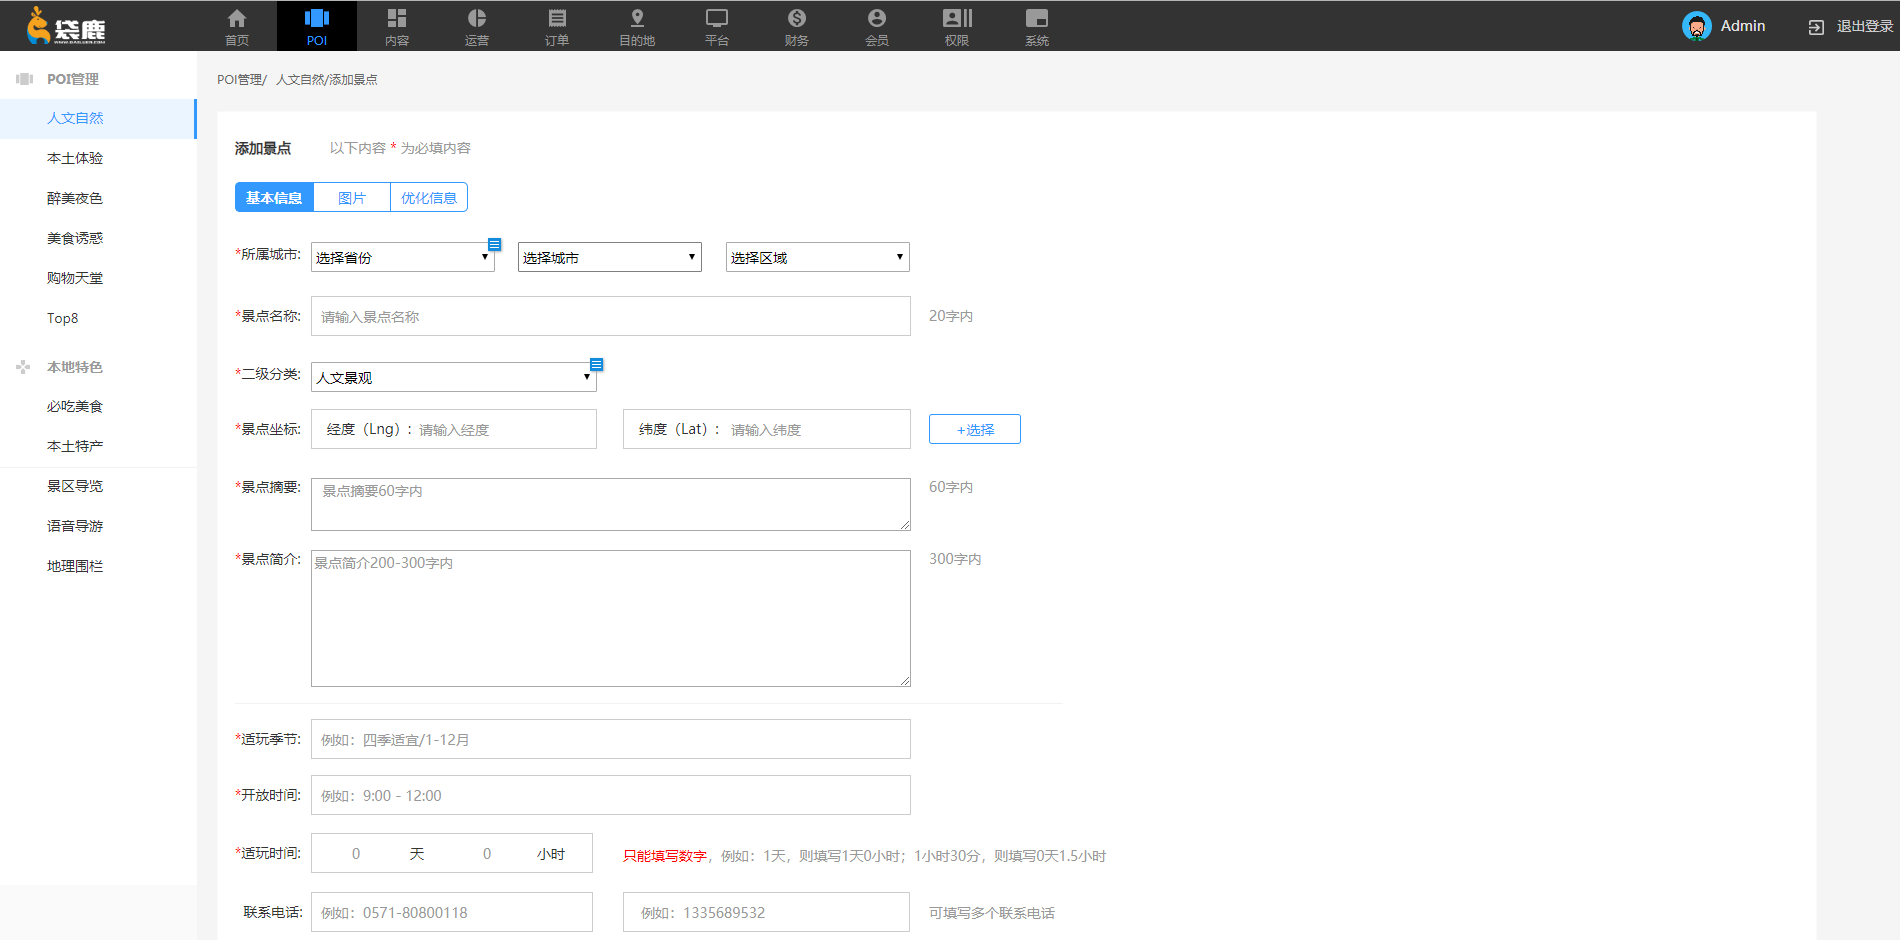 袋鹿
首页
POI
内容
运营
订单
目的地
平台
财务
会员
权限
系统
Admin
退出登录
POI管理
人文自然
本土体验
醉美夜色
美食诱惑
购物天堂
Top8
本地特色
必吃美食
本土特产
景区导览
语音导游
地理围栏
POI管理/ 人文自然/添加景点
添加景点 以下内容 * 为必填内容
基本信息 图片 优化信息
*所属城市: 选择省份 选择城市 选择区域
*景点名称: 请输入景点名称 20字内
*二级分类: 人文景观
*景点坐标: 经度（Lng）: 请输入经度 纬度（Lat）: 请输入纬度 +选择
*景点摘要: 景点摘要60字内 60字内
*景点简介: 景点简介200-300字内 300字内
*适玩季节: 例如：四季适宜/1-12月
*开放时间: 例如：9:00 - 12:00
*适玩时间: 0 天 0 小时 只能填写数字，例如：1天，则填写1天0小时；1小时30分，则填写0天1.5小时
联系电话: 例如：0571-80800118 例如：1335689532 可填写多个联系电话